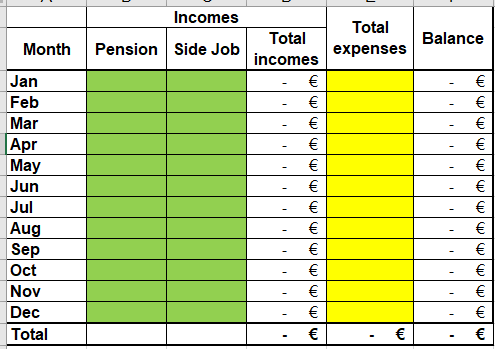 Incomes
Month Pension Side Job Total incomes Total expenses Balance
Jan - € - €
Feb - € - €
Mar - € - €
Apr - € - €
May - € - €
Jun - € - €
Jul - € - €
Aug - € - €
Sep - € - €
Oct - € - €
Nov - € - €
Dec - € - €
Total - € - € - €